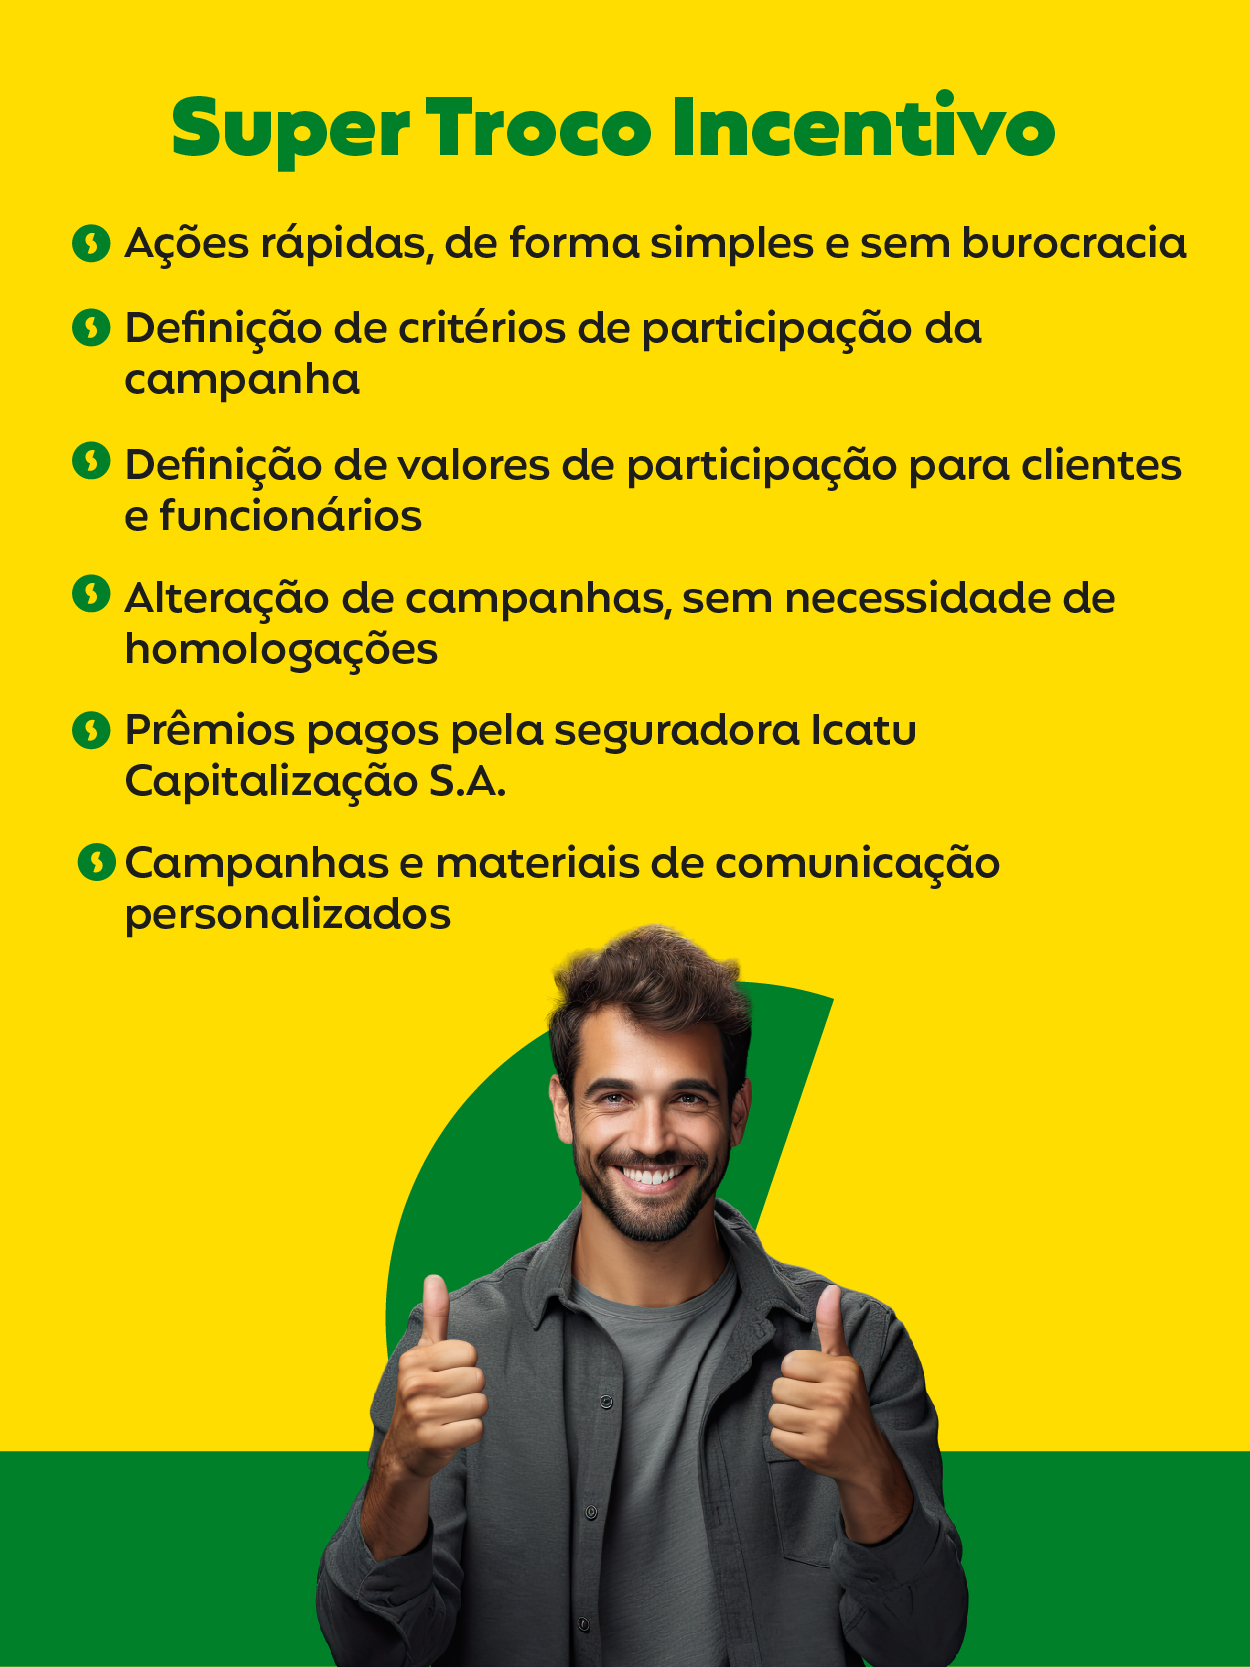 Super Troco Incentivo
Ações rápidas, de forma simples e sem burocracia
Definição de critérios de participação da
campanha
Definição de valores de participação para clientes
e funcionários
Alteração de campanhas, sem necessidade de
homologações
Prêmios pagos pela seguradora Icatu
Capitalização S.A.
Campanhas e materiais de comunicação
personalizados